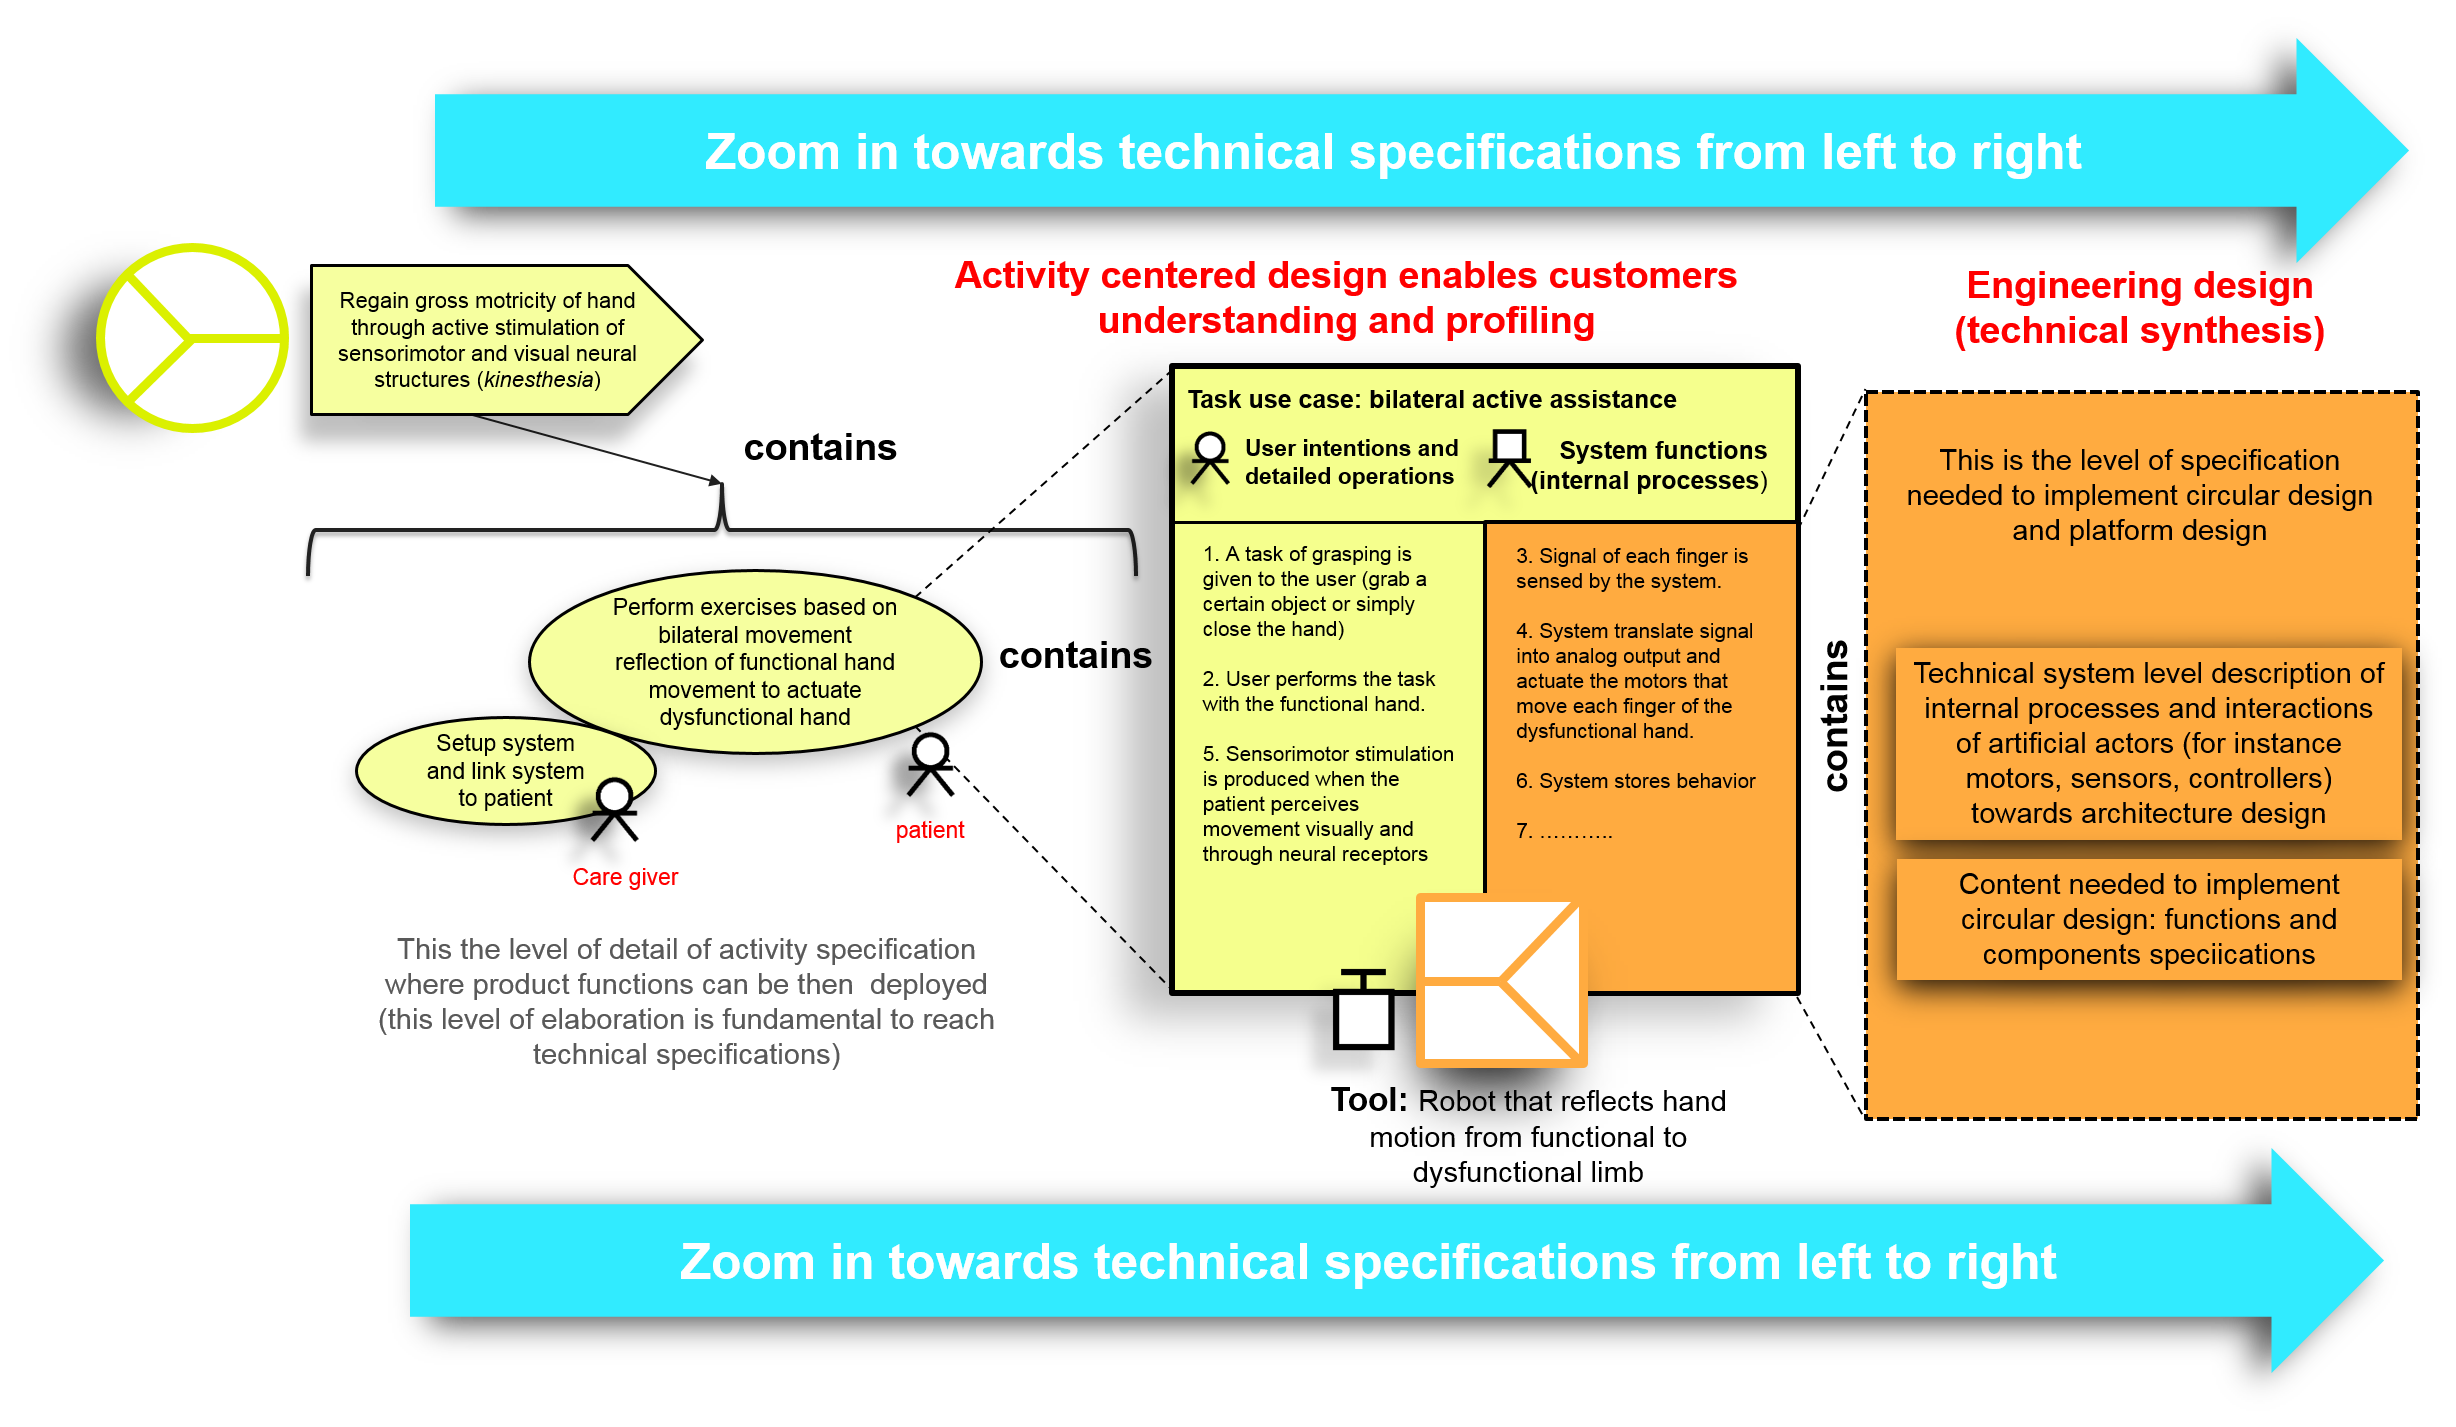 Zoom in towards technical specifications from left to right
Regain gross motricity of hand
through active stimulation of
sensorimotor and visual neural
structures (kinesthesia)
contains
Perform exercises based on
bilateral movement
reflection of functional hand
movement to actuate
dysfunctional hand
Setup system
and link system
to patient
Care giver
patient
This the level of detail of activity specification
where product functions can be then  deployed
(this level of elaboration is fundamental to reach
technical specifications)
contains
Activity centered design enables customers
understanding and profiling
Task use case: bilateral active assistance
User intentions and
detailed operations
System functions
(internal processes)
1. A task of grasping is
given to the user (grab a
certain object or simply
close the hand)
2. User performs the task
with the functional hand.
5. Sensorimotor stimulation
is produced when the
patient perceives
movement visually and
through neural receptors
3. Signal of each finger is
sensed by the system.
4. System translate signal
into analog output and
actuate the motors that
move each finger of the
dysfunctional hand.
6. System stores behavior
7. ………..
Tool: Robot that reflects hand
motion from functional to
dysfunctional limb
contains
Engineering design
(technical synthesis)
This is the level of specification
needed to implement circular design
and platform design
Technical system level description of
internal processes and interactions
of artificial actors (for instance
motors, sensors, controllers)
towards architecture design
Content needed to implement
circular design: functions and
components speciications
Zoom in towards technical specifications from left to right